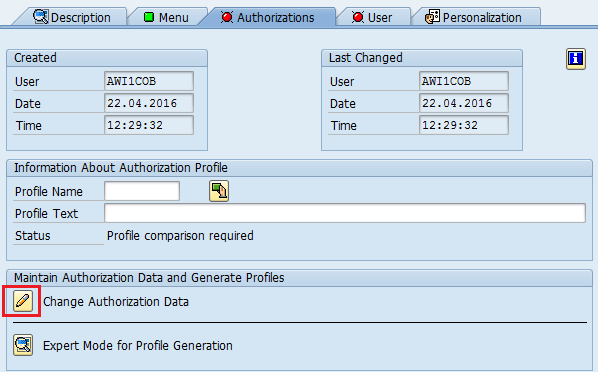 Description Menu Authorizations User Personalization
Created Last Changed
User AWI1COB User AWI1COB
Date 22.04.2016 Date 22.04.2016
Time 12:29:32 Time 12:29:32
Information About Authorization Profile
Profile Name
Profile Text
Status Profile comparison required
Maintain Authorization Data and Generate Profiles
Change Authorization Data
Expert Mode for Profile Generation